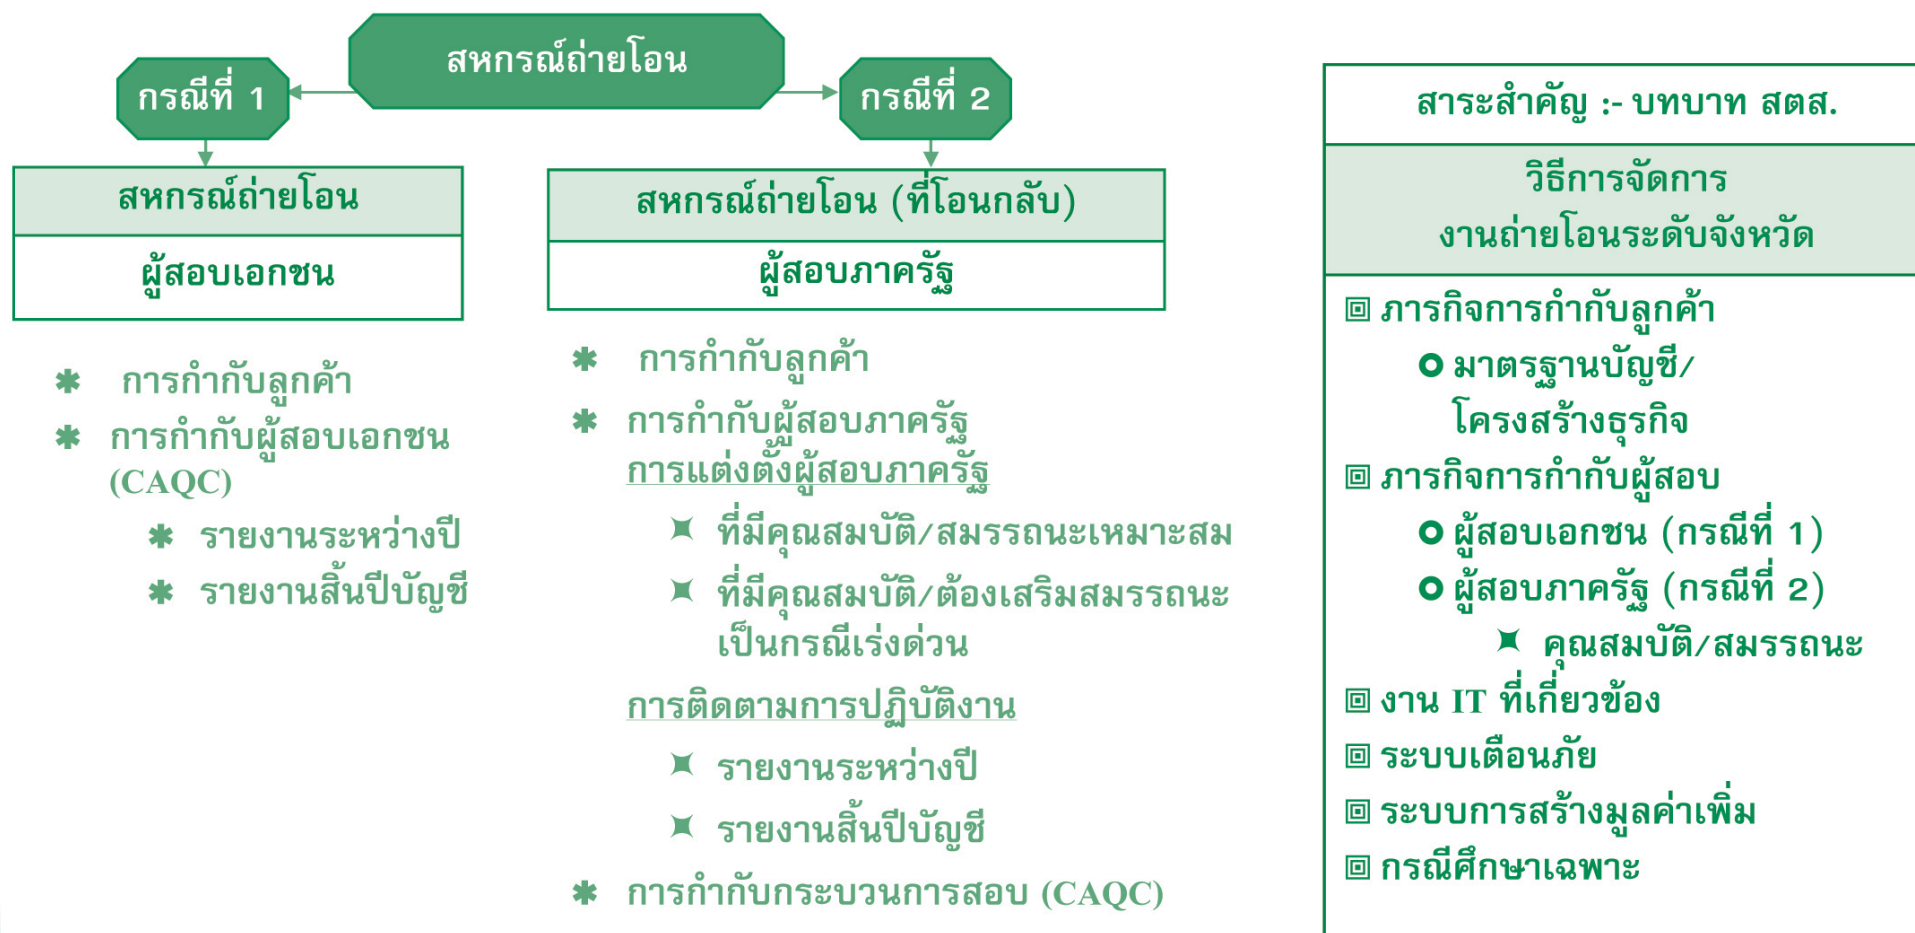 สหกรณ์ถ่ายโอน
กรณีที่ 1
กรณีที่ 2
สหกรณ์ถ่ายโอน
ผู้สอบเอกชน
✱ การกำกับลูกค้า
✱ การกำกับผู้สอบเอกชน
(CAQC)
✱ รายงานระหว่างปี
✱ รายงานสิ้นปีบัญชี
สหกรณ์ถ่ายโอน (ที่โอนกลับ)
ผู้สอบภาครัฐ
✱ การกำกับลูกค้า
✱ การกำกับผู้สอบภาครัฐ
การแต่งตั้งผู้สอบภาครัฐ
ที่มีคุณสมบัติ/สมรรถนะเหมาะสม
ที่มีคุณสมบัติ/ต้องเสริมสมรรถนะ
เป็นกรณีเร่งด่วน
การติดตามการปฏิบัติงาน
รายงานระหว่างปี
รายงานสิ้นปีบัญชี
✱ การกำกับกระบวนการสอบ (CAQC)
สาระสำคัญ :- บทบาท สตส.
วิธีการจัดการ
งานถ่ายโอนระดับจังหวัด
ภารกิจการกำกับลูกค้า
มาตรฐานบัญชี/
โครงสร้างธุรกิจ
ภารกิจการกำกับผู้สอบ
ผู้สอบเอกชน (กรณีที่ 1)
ผู้สอบภาครัฐ (กรณีที่ 2)
คุณสมบัติ/สมรรถนะ
งาน IT ที่เกี่ยวข้อง
ระบบเตือนภัย
ระบบการสร้างมูลค่าเพิ่ม
กรณีศึกษาเฉพาะ